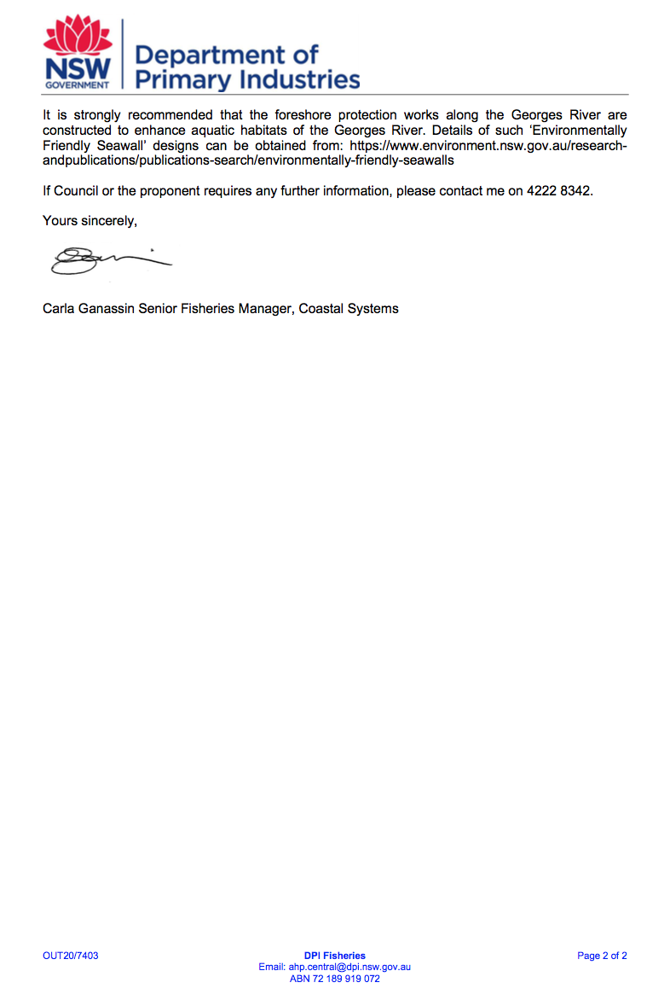 NSW
GOVERNMENT
Department of
Primary Industries
It is strongly recommended that the foreshore protection works along the Georges River are
constructed to enhance aquatic habitats of the Georges River. Details of such ‘Environmentally
Friendly Seawall’ designs can be obtained from: https://www.environment.nsw.gov.au/research-
andpublications/publications-search/environmentally-friendly-seawalls
If Council or the proponent requires any further information, please contact me on 4222 8342.
Yours sincerely,
Carla Ganassin Senior Fisheries Manager, Coastal Systems
OUT20/7403
DPI Fisheries
Page 2 of 2
Email: ahp.central@dpi.nsw.gov.au
ABN 72 189 919 072